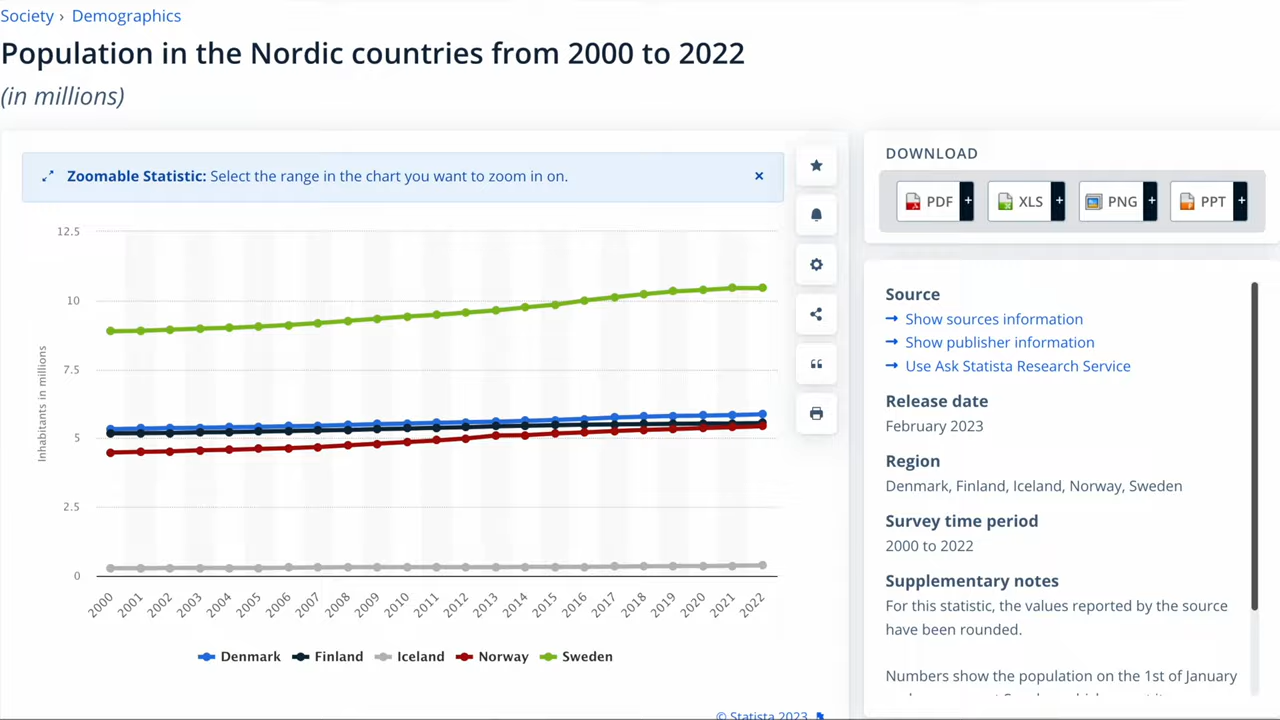 Society › Demographics
Population in the Nordic countries from 2000 to 2022
(in millions)
Zoomable Statistic: Select the range in the chart you want to zoom in on. ×
12.5
10
7.5
5
2.5
0
Inhabitants in millions
2000 2001 2002 2003 2004 2005 2006 2007 2008 2009 2010 2011 2012 2013 2014 2015 2016 2017 2018 2019 2020 2021 2022
Denmark Finland Iceland Norway Sweden
© Statista 2023
DOWNLOAD
PDF + XLS + PNG + PPT +
Source
→ Show sources information
→ Show publisher information
→ Use Ask Statista Research Service
Release date
February 2023
Region
Denmark, Finland, Iceland, Norway, Sweden
Survey time period
2000 to 2022
Supplementary notes
For this statistic, the values reported by the source
have been rounded.
Numbers show the population on the 1st of January